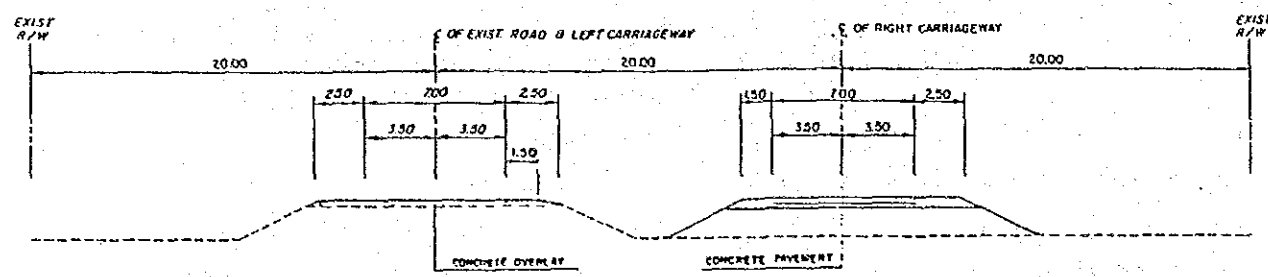 EXIST
R/W
℄ OF EXIST ROAD & LEFT CARRIAGEWAY
℄ OF RIGHT CARRIAGEWAY
EXIST
R/W
20.00
20.00
20.00
2.50
7.00
2.50
1.50
7.00
2.50
3.50
3.50
3.50
3.50
1.50
CONCRETE OVERLAY
CONCRETE PAVEMENT